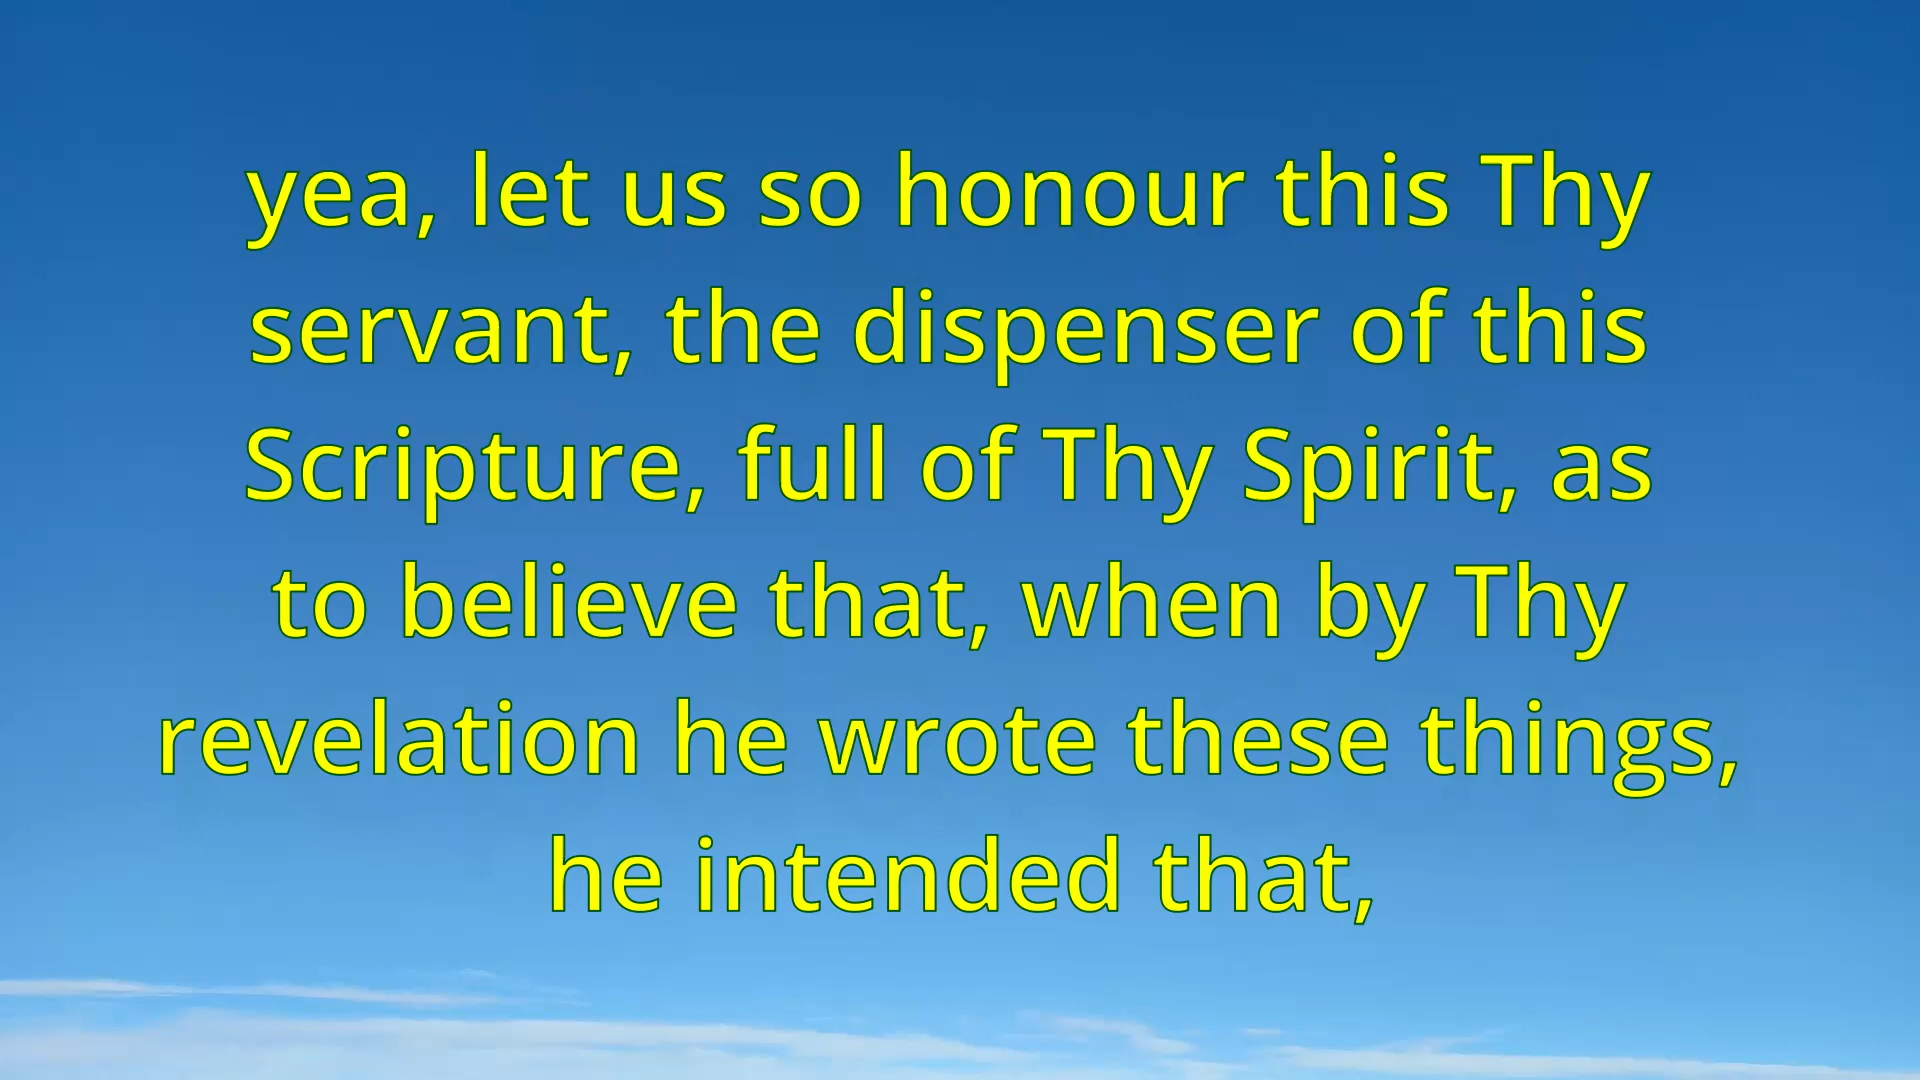 yea, let us so honour this Thy
servant, the dispenser of this
Scripture, full of Thy Spirit, as
to believe that, when by Thy
revelation he wrote these things,
he intended that,